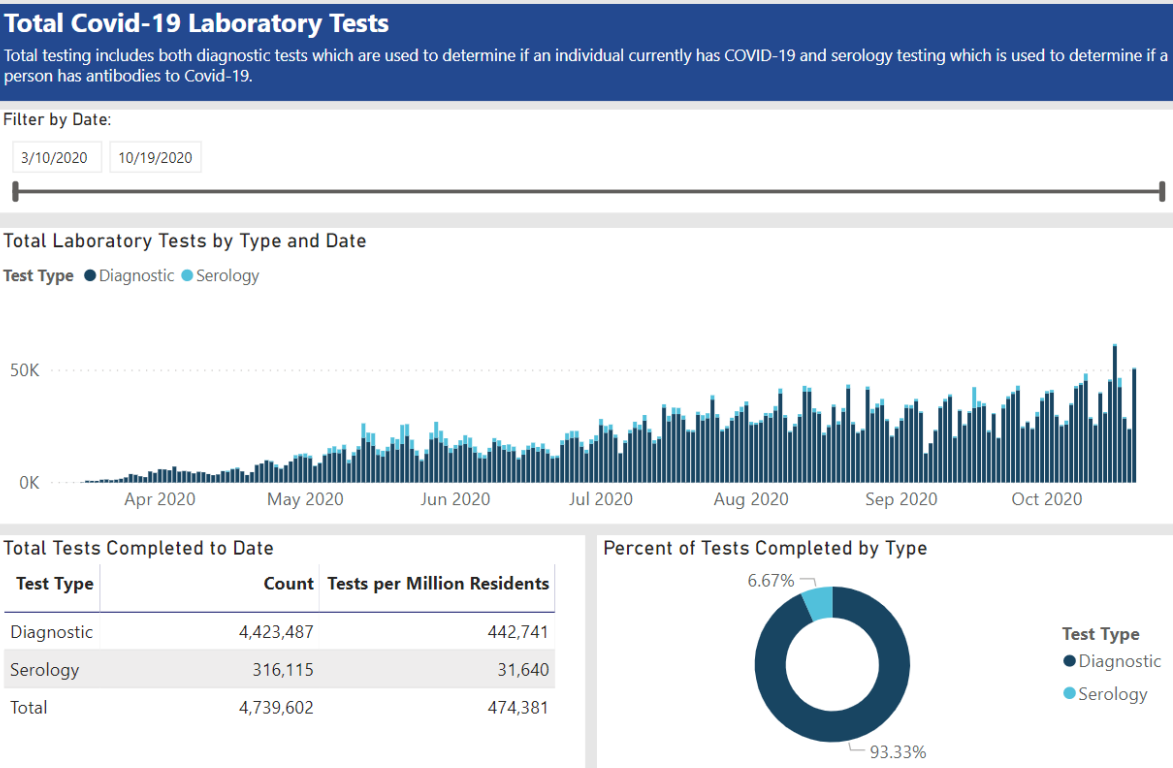 Total Covid-19 Laboratory Tests
Total testing includes both diagnostic tests which are used to determine if an individual currently has COVID-19 and serology testing which is used to determine if a
person has antibodies to Covid-19.
Filter by Date:
3/10/2020 10/19/2020
Total Laboratory Tests by Type and Date
Test Type Diagnostic Serology
50K
0K
Apr 2020 May 2020 Jun 2020 Jul 2020 Aug 2020 Sep 2020 Oct 2020
Total Tests Completed to Date
Test Type Count Tests per Million Residents
Diagnostic 4,423,487 442,741
Serology 316,115 31,640
Total 4,739,602 474,381
Percent of Tests Completed by Type
6.67%
93.33%
Test Type
Diagnostic
Serology